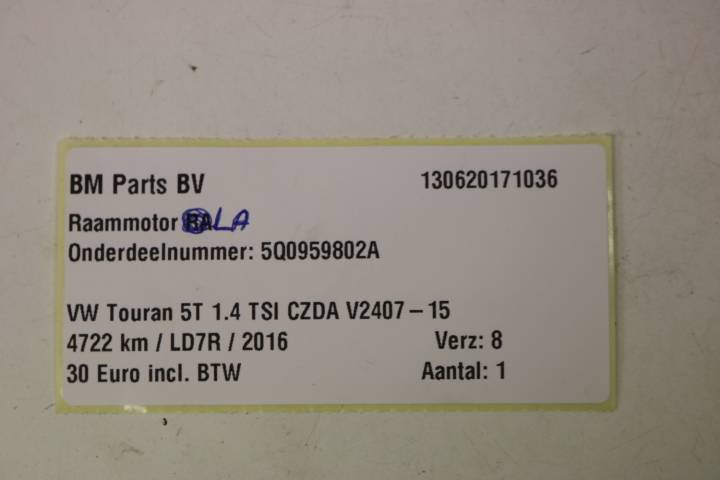 BM Parts BV 130620171036
Raammotor RA LA
Onderdeelnummer: 5Q0959802A
VW Touran 5T 1.4 TSI CZDA V2407 – 15
4722 km / LD7R / 2016 Verz: 8
30 Euro incl. BTW Aantal: 1